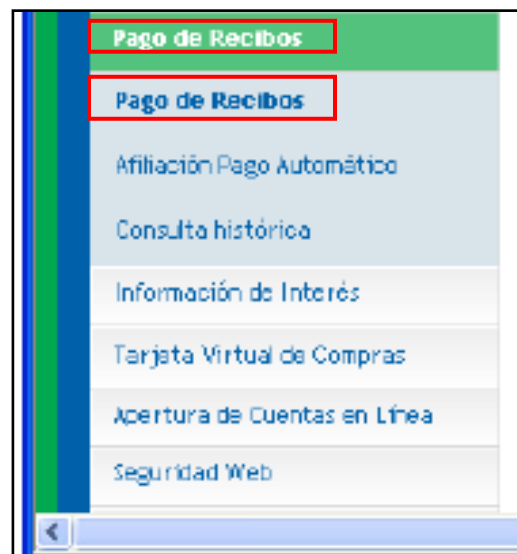 Pago de Recibos
Pago de Recibos
Afiliación Pago Automático
Consulta histórica
Información de Interés
Tarjeta Virtual de Compras
Apertura de Cuentas en Línea
Seguridad Web